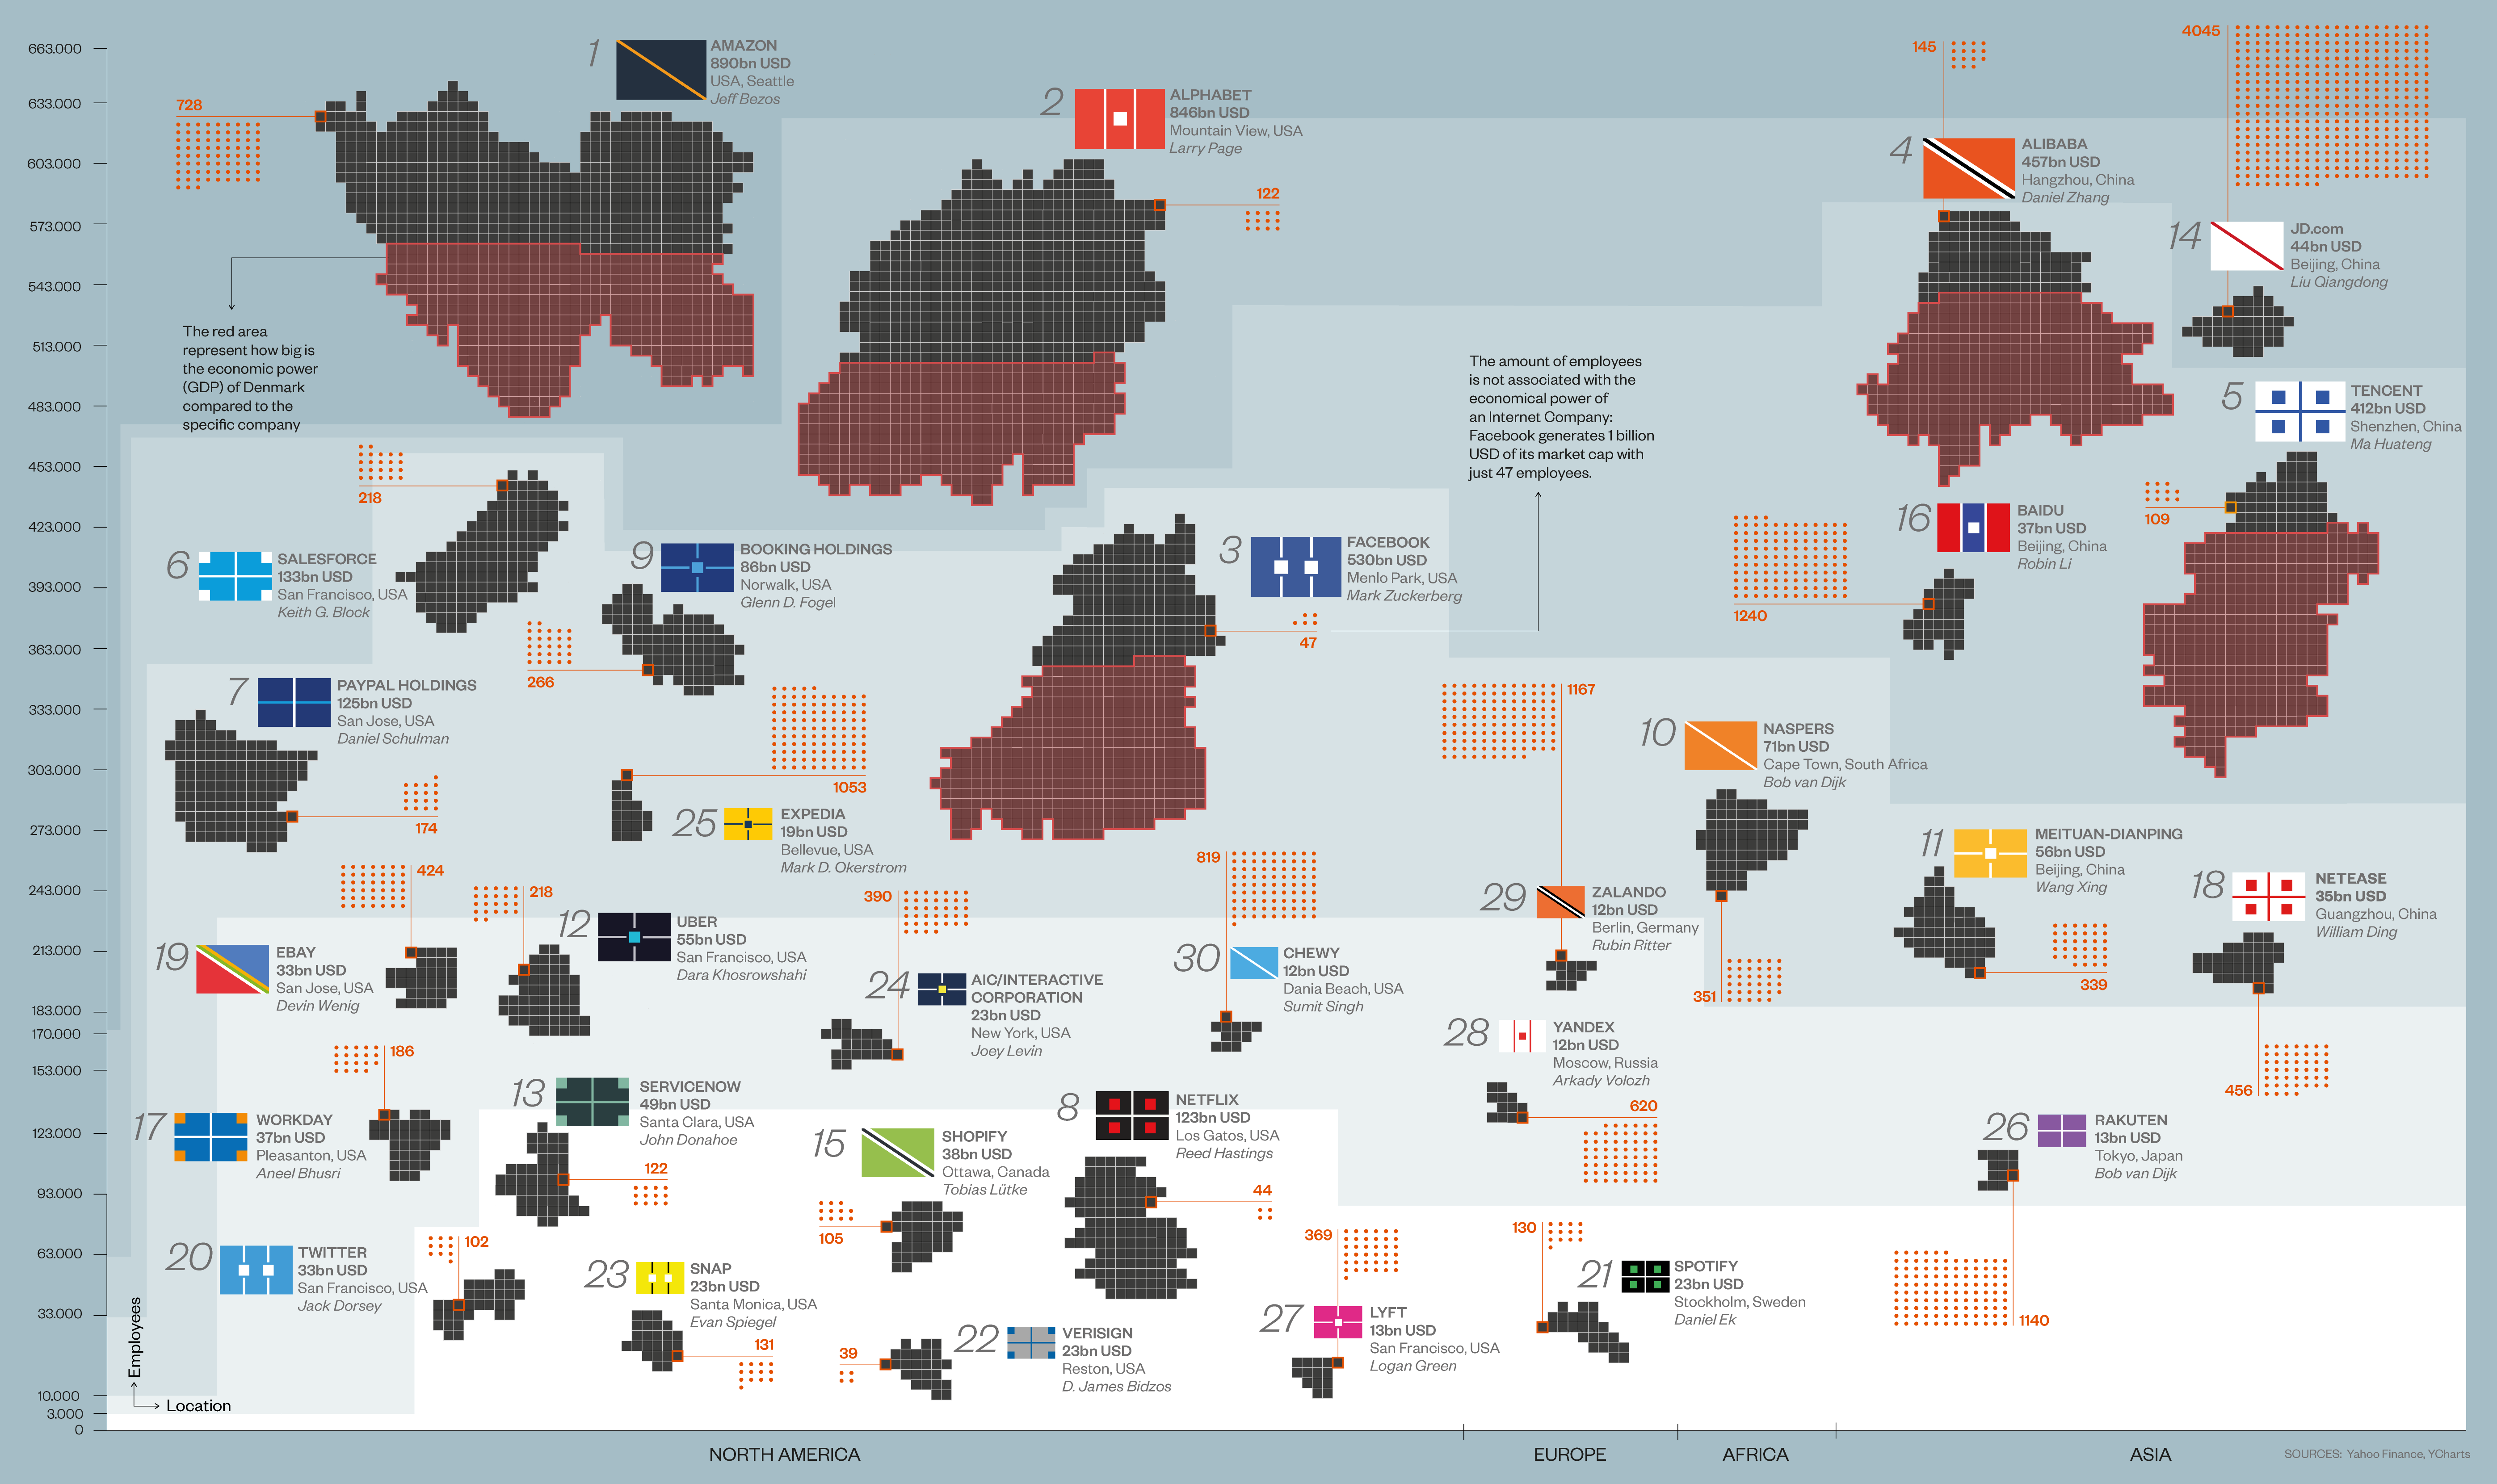 663.000
633.000
603.000
573.000
543.000
513.000
483.000
453.000
423.000
393.000
363.000
333.000
303.000
273.000
243.000
213.000
183.000
170.000
153.000
123.000
93.000
63.000
33.000
10.000
3.000
0
Employees
Location
1
AMAZON
890bn USD
USA, Seattle
Jeff Bezos
728
The red area
represent how big is
the economic power
(GDP) of Denmark
compared to the
specific company
2
ALPHABET
846bn USD
Mountain View, USA
Larry Page
122
4
ALIBABA
457bn USD
Hangzhou, China
Daniel Zhang
145
4045
14
JD.com
44bn USD
Beijing, China
Liu Qiangdong
The amount of employees
is not associated with the
economical power of
an Internet Company:
Facebook generates 1 billion
USD of its market cap with
just 47 employees.
5
TENCENT
412bn USD
Shenzhen, China
Ma Huateng
109
218
6
SALESFORCE
133bn USD
San Francisco, USA
Keith G. Block
9
BOOKING HOLDINGS
86bn USD
Norwalk, USA
Glenn D. Fogel
266
3
FACEBOOK
530bn USD
Menlo Park, USA
Mark Zuckerberg
47
16
BAIDU
37bn USD
Beijing, China
Robin Li
1240
7
PAYPAL HOLDINGS
125bn USD
San Jose, USA
Daniel Schulman
174
1053
25
EXPEDIA
19bn USD
Bellevue, USA
Mark D. Okerstrom
1167
10
NASPERS
71bn USD
Cape Town, South Africa
Bob van Dijk
351
29
ZALANDO
12bn USD
Berlin, Germany
Rubin Ritter
11
MEITUAN-DIANPING
56bn USD
Beijing, China
Wang Xing
339
18
NETEASE
35bn USD
Guangzhou, China
William Ding
456
424
19
EBAY
33bn USD
San Jose, USA
Devin Wenig
218
12
UBER
55bn USD
San Francisco, USA
Dara Khosrowshahi
390
24
AIC/INTERACTIVE
CORPORATION
23bn USD
New York, USA
Joey Levin
819
30
CHEWY
12bn USD
Dania Beach, USA
Sumit Singh
28
YANDEX
12bn USD
Moscow, Russia
Arkady Volozh
620
186
17
WORKDAY
37bn USD
Pleasanton, USA
Aneel Bhusri
13
SERVICENOW
49bn USD
Santa Clara, USA
John Donahoe
122
15
SHOPIFY
38bn USD
Ottawa, Canada
Tobias Lütke
105
8
NETFLIX
123bn USD
Los Gatos, USA
Reed Hastings
44
26
RAKUTEN
13bn USD
Tokyo, Japan
Bob van Dijk
1140
20
TWITTER
33bn USD
San Francisco, USA
Jack Dorsey
102
23
SNAP
23bn USD
Santa Monica, USA
Evan Spiegel
131
39
22
VERISIGN
23bn USD
Reston, USA
D. James Bidzos
369
27
LYFT
13bn USD
San Francisco, USA
Logan Green
130
21
SPOTIFY
23bn USD
Stockholm, Sweden
Daniel Ek
NORTH AMERICA
EUROPE
AFRICA
ASIA
SOURCES: Yahoo Finance, YCharts